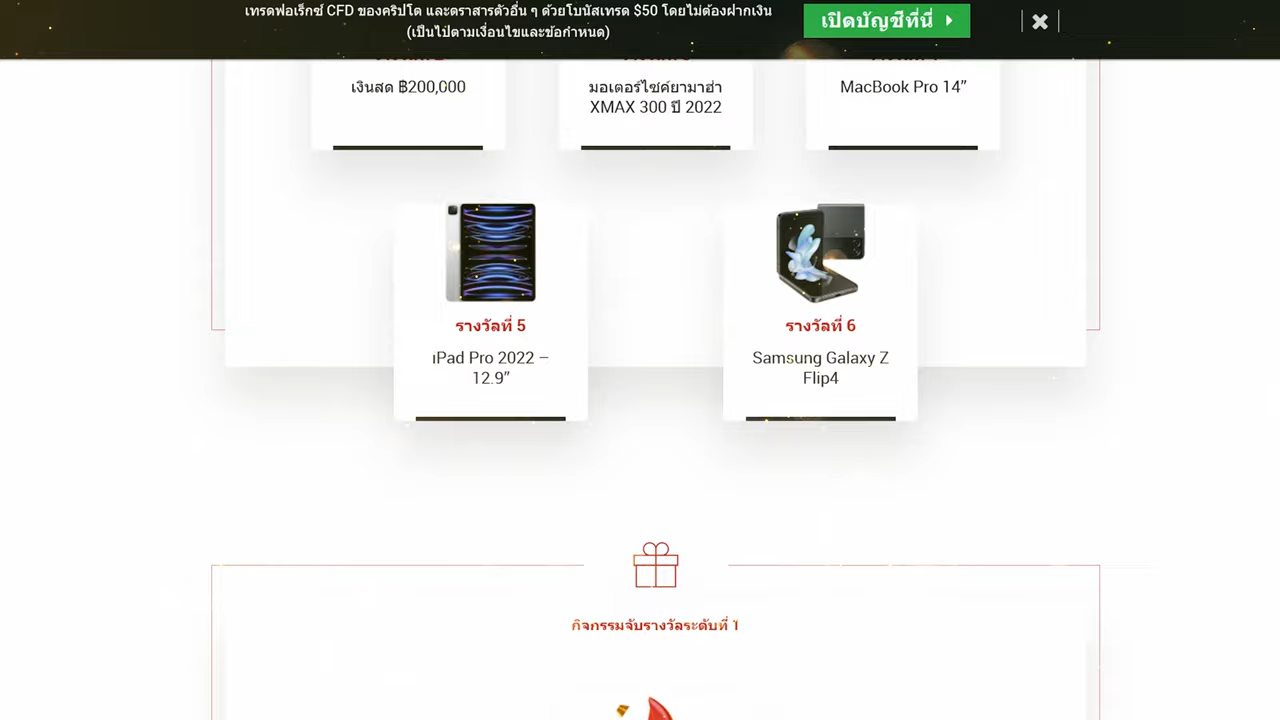 เทรดฟอเร็กซ์ CFD ของคริปโต และตราสารตัวอื่น ๆ ด้วยโบนัสเทรด $50 โดยไม่ต้องฝากเงิน
(เป็นไปตามเงื่อนไขและข้อกำหนด)
เปิดบัญชีที่นี่
เงินสด ฿200,000
มอเตอร์ไซค์ยามาฮ่า
XMAX 300 ปี 2022
MacBook Pro 14”
รางวัลที่ 5
iPad Pro 2022 –
12.9”
รางวัลที่ 6
Samsung Galaxy Z
Flip4
กิจกรรมจับรางวัลระดับที่ 1